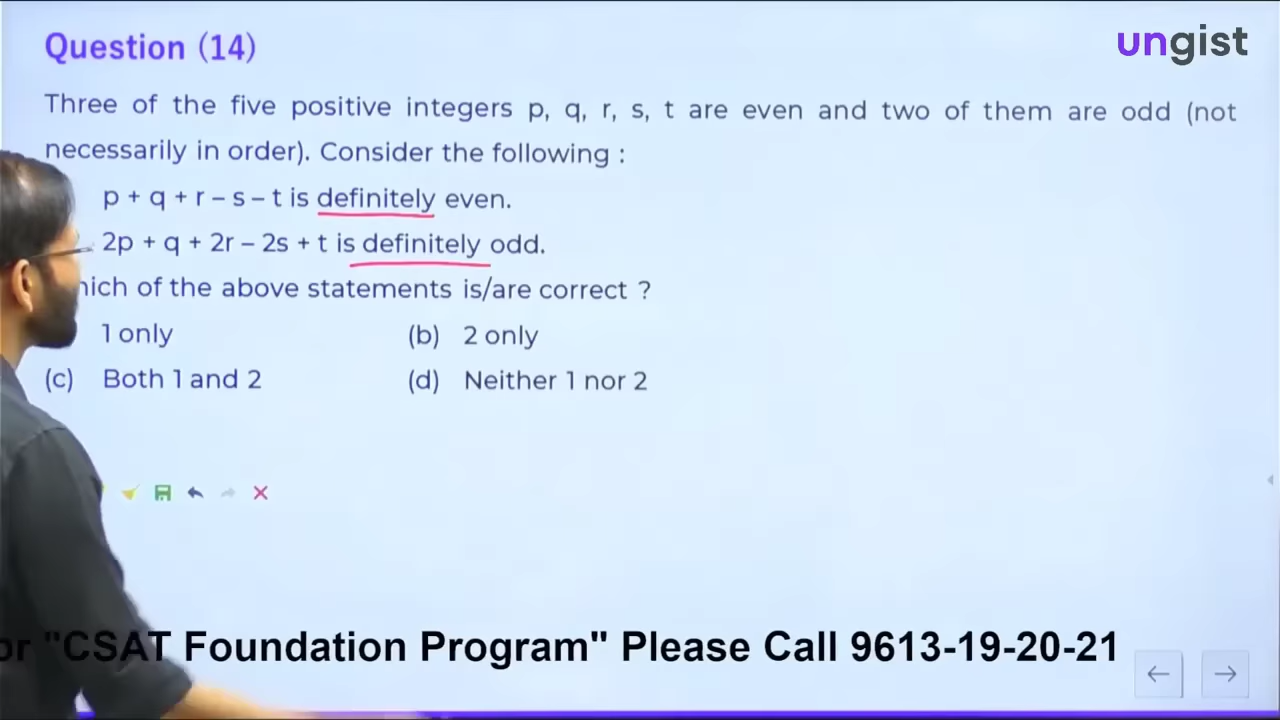 Question (14)
ungist
Three of the five positive integers p, q, r, s, t are even and two of them are odd (not
necessarily in order). Consider the following :
p + q + r – s – t is definitely even.
2p + q + 2r – 2s + t is definitely odd.
of the above statements is/are correct ?
1 only
(b) 2 only
(c) Both 1 and 2
(d) Neither 1 nor 2
"CSAT Foundation Program" Please Call 9613-19-20-21